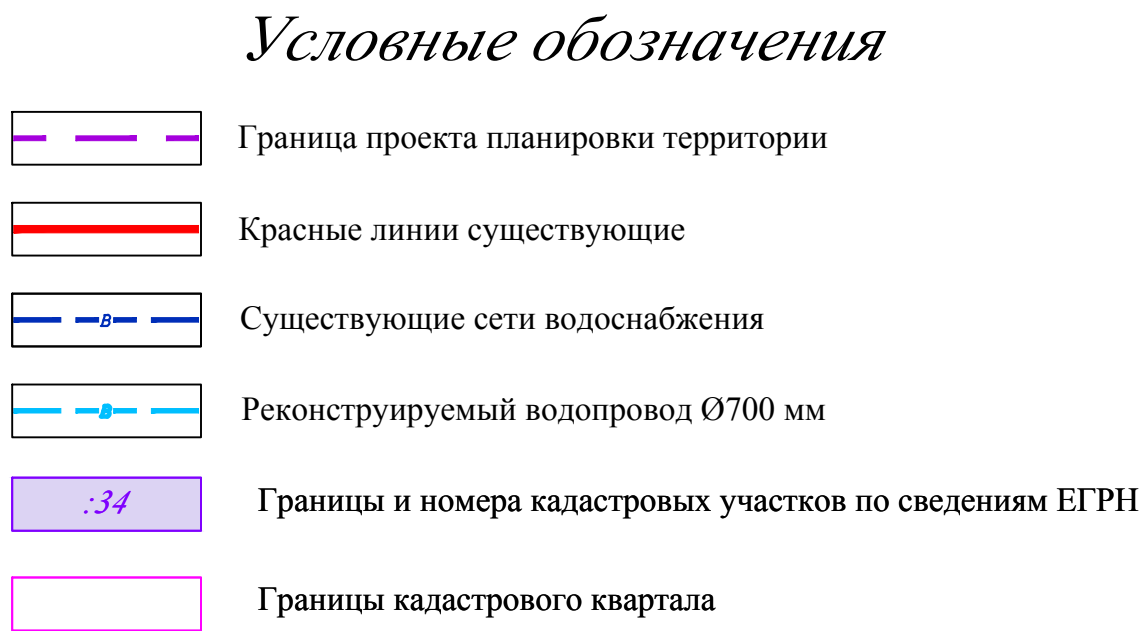 Условные обозначения
Граница проекта планировки территории
Красные линии существующие
В Существующие сети водоснабжения
В Реконструируемый водопровод Ø700 мм
:34 Границы и номера кадастровых участков по сведениям ЕГРН
Границы кадастрового квартала